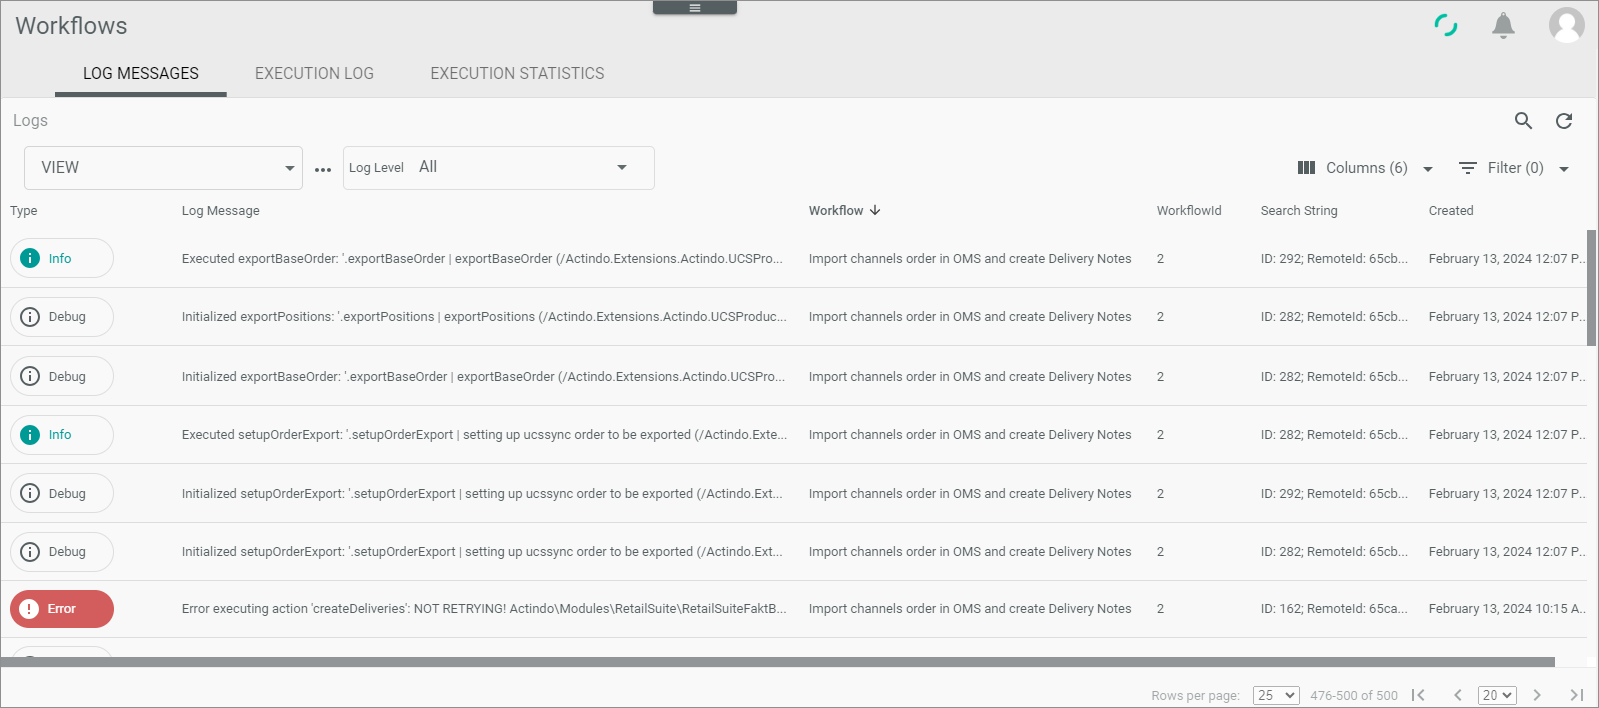 Workflows
LOG MESSAGES EXECUTION LOG EXECUTION STATISTICS
Logs
VIEW ... Log Level All Columns (6) Filter (0)
Type Log Message Workflow WorkflowId Search String Created
Info Executed exportBaseOrder: '.exportBaseOrder | exportBaseOrder (/Actindo.Extensions.Actindo.UCSPro... Import channels order in OMS and create Delivery Notes 2 ID: 292; RemoteId: 65cb... February 13, 2024 12:07 P..
Debug Initialized exportPositions: '.exportPositions | exportPositions (/Actindo.Extensions.Actindo.UCSProduc... Import channels order in OMS and create Delivery Notes 2 ID: 282; RemoteId: 65cb... February 13, 2024 12:07 P..
Debug Initialized exportBaseOrder: '.exportBaseOrder | exportBaseOrder (/Actindo.Extensions.Actindo.UCSPro... Import channels order in OMS and create Delivery Notes 2 ID: 282; RemoteId: 65cb... February 13, 2024 12:07 P..
Info Executed setupOrderExport: '.setupOrderExport | setting up ucssync order to be exported (/Actindo.Exte... Import channels order in OMS and create Delivery Notes 2 ID: 282; RemoteId: 65cb... February 13, 2024 12:07 P..
Debug Initialized setupOrderExport: '.setupOrderExport | setting up ucssync order to be exported (/Actindo.Ext... Import channels order in OMS and create Delivery Notes 2 ID: 292; RemoteId: 65cb... February 13, 2024 12:07 P..
Debug Initialized setupOrderExport: '.setupOrderExport | setting up ucssync order to be exported (/Actindo.Ext... Import channels order in OMS and create Delivery Notes 2 ID: 282; RemoteId: 65cb... February 13, 2024 12:07 P..
Error Error executing action 'createDeliveries': NOT RETRYING! Actindo\Modules\RetailSuite\RetailSuiteFaktB... Import channels order in OMS and create Delivery Notes 2 ID: 162; RemoteId: 65ca... February 13, 2024 10:15 A..
Rows per page: 25 476-500 of 500 20